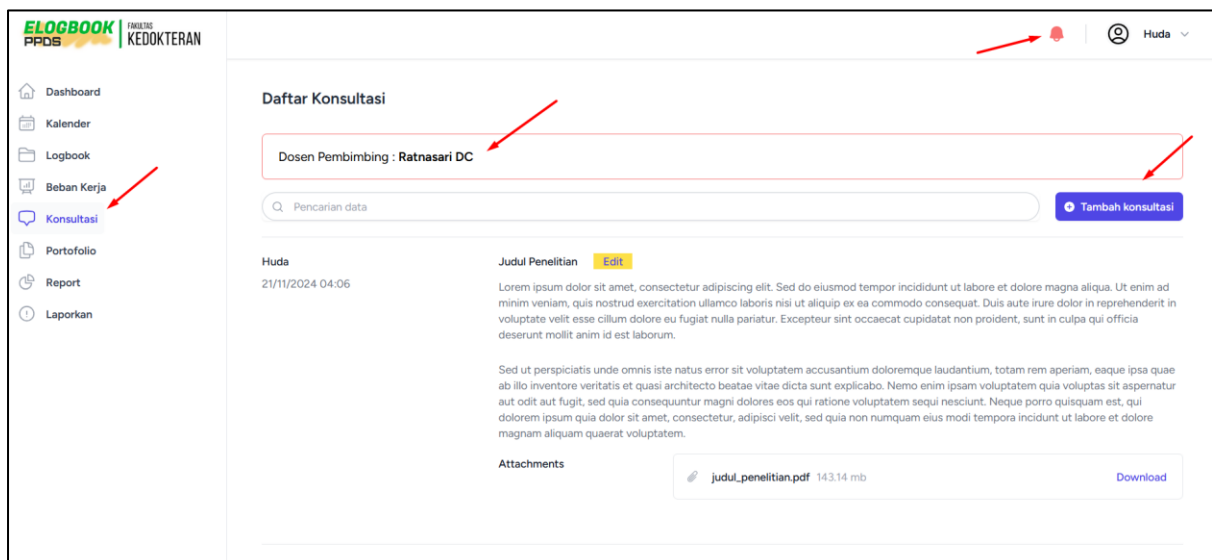 ELOGBOOK
PPDS
FAKULTAS
KEDOKTERAN
Huda
Dashboard
Kalender
Logbook
Beban Kerja
Konsultasi
Portofolio
Report
Laporkan
Daftar Konsultasi
Dosen Pembimbing : Ratnasari DC
Pencarian data
Tambah konsultasi
Huda
21/11/2024 04:06
Judul Penelitian Edit
Lorem ipsum dolor sit amet, consectetur adipiscing elit. Sed do eiusmod tempor incididunt ut labore et dolore magna aliqua. Ut enim ad
minim veniam, quis nostrud exercitation ullamco laboris nisi ut aliquip ex ea commodo consequat. Duis aute irure dolor in reprehenderit in
voluptate velit esse cillum dolore eu fugiat nulla pariatur. Excepteur sint occaecat cupidatat non proident, sunt in culpa qui officia
deserunt mollit anim id est laborum.
Sed ut perspiciatis unde omnis iste natus error sit voluptatem accusantium doloremque laudantium, totam rem aperiam, eaque ipsa quae
ab illo inventore veritatis et quasi architecto beatae vitae dicta sunt explicabo. Nemo enim ipsam voluptatem quia voluptas sit aspernatur
aut odit aut fugit, sed quia consequuntur magni dolores eos qui ratione voluptatem sequi nesciunt. Neque porro quisquam est, qui
dolorem ipsum quia dolor sit amet, consectetur, adipisci velit, sed quia non numquam eius modi tempora incidunt ut labore et dolore
magnam aliquam quaerat voluptatem.
Attachments
judul_penelitian.pdf 143.14 mb
Download